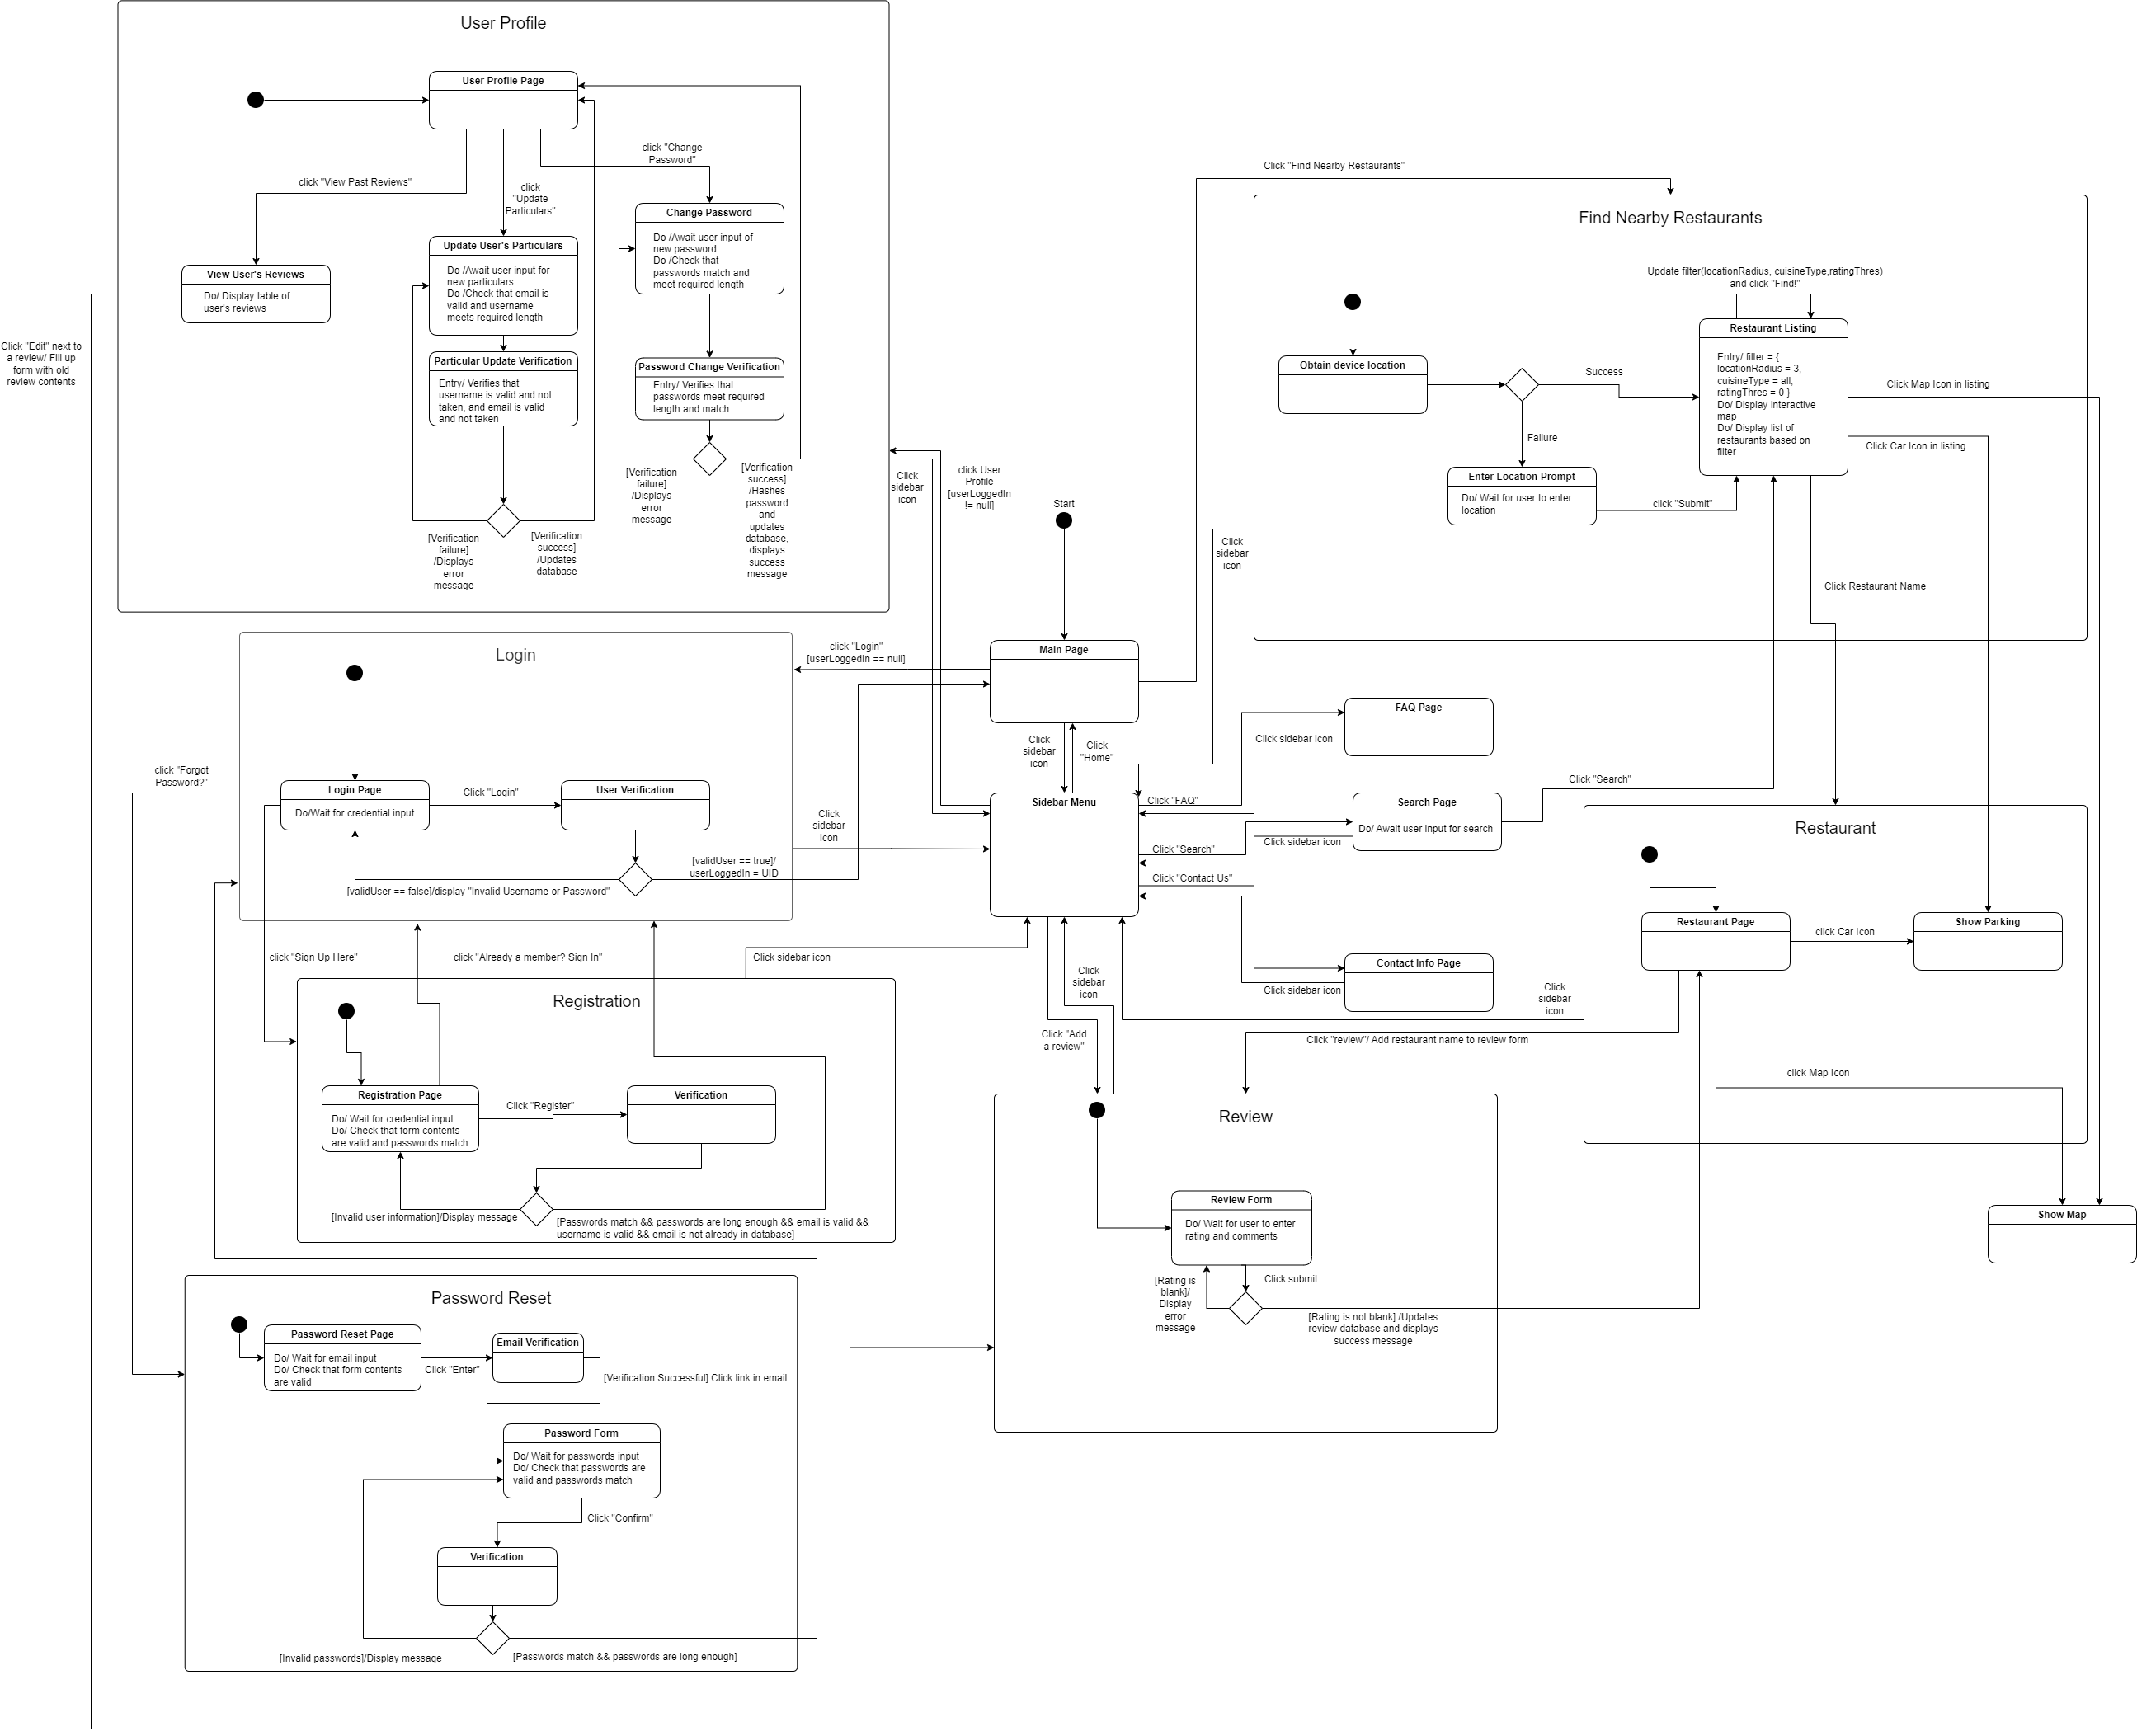 User Profile
User Profile Page
click "Change
Password"
click "View Past Reviews"
click
"Update
Particulars"
Change Password
Do /Await user input of
new password
Do /Check that
passwords match and
meet required length
Update User's Particulars
Do /Await user input for
new particulars
Do /Check that email is
valid and username
meets required length
View User's Reviews
Do/ Display table of
user's reviews
Click "Edit" next to
a review/ Fill up
form with old
review contents
Particular Update Verification
Entry/ Verifies that
username is valid and not
taken, and email is valid
and not taken
Password Change Verification
Entry/ Verifies that
passwords meet required
length and match
[Verification
failure]
/Displays
error
message
[Verification
success]
/Hashes
password
and
updates
database,
displays
success
message
[Verification
failure]
/Displays
error
message
[Verification
success]
/Updates
database
Click
sidebar
icon
click User
Profile
[userLoggedIn
!= null]
Start
Click "Find Nearby Restaurants"
Find Nearby Restaurants
Update filter(locationRadius, cuisineType,ratingThres)
and click "Find!"
Obtain device location
Success
Failure
Restaurant Listing
Entry/ filter = {
locationRadius = 3,
cuisineType = all,
ratingThres = 0 }
Do/ Display interactive
map
Do/ Display list of
restaurants based on
filter
Click Map Icon in listing
Click Car Icon in listing
Enter Location Prompt
Do/ Wait for user to enter
location
click "Submit"
Click
sidebar
icon
Click Restaurant Name
Login
click "Login"
[userLoggedIn == null]
Main Page
Click
sidebar
icon
Click
"Home"
FAQ Page
Click sidebar icon
click "Forgot
Password?"
Login Page
Do/Wait for credential input
Click "Login"
User Verification
Click
sidebar
icon
[validUser == true]/
userLoggedIn = UID
[validUser == false]/display "Invalid Username or Password"
Sidebar Menu
Click "FAQ"
Search Page
Do/ Await user input for search
Click "Search"
Click "Search"
Click sidebar icon
Click "Contact Us"
Contact Info Page
Click sidebar icon
Restaurant
Restaurant Page
click Car Icon
Show Parking
Click
sidebar
icon
click Map Icon
Show Map
click "Sign Up Here"
click "Already a member? Sign In"
Click sidebar icon
Registration
Registration Page
Do/ Wait for credential input
Do/ Check that form contents
are valid and passwords match
Click "Register"
Verification
[Invalid user information]/Display message
[Passwords match && passwords are long enough && email is valid &&
username is valid && email is not already in database]
Click
sidebar
icon
Click "Add
a review"
Click "review"/ Add restaurant name to review form
Review
Review Form
Do/ Wait for user to enter
rating and comments
[Rating is
blank]/
Display
error
message
Click submit
[Rating is not blank] /Updates
review database and displays
success message
Password Reset
Password Reset Page
Do/ Wait for email input
Do/ Check that form contents
are valid
Click "Enter"
Email Verification
[Verification Successful] Click link in email
Password Form
Do/ Wait for passwords input
Do/ Check that passwords are
valid and passwords match
Click "Confirm"
Verification
[Invalid passwords]/Display message
[Passwords match && passwords are long enough]